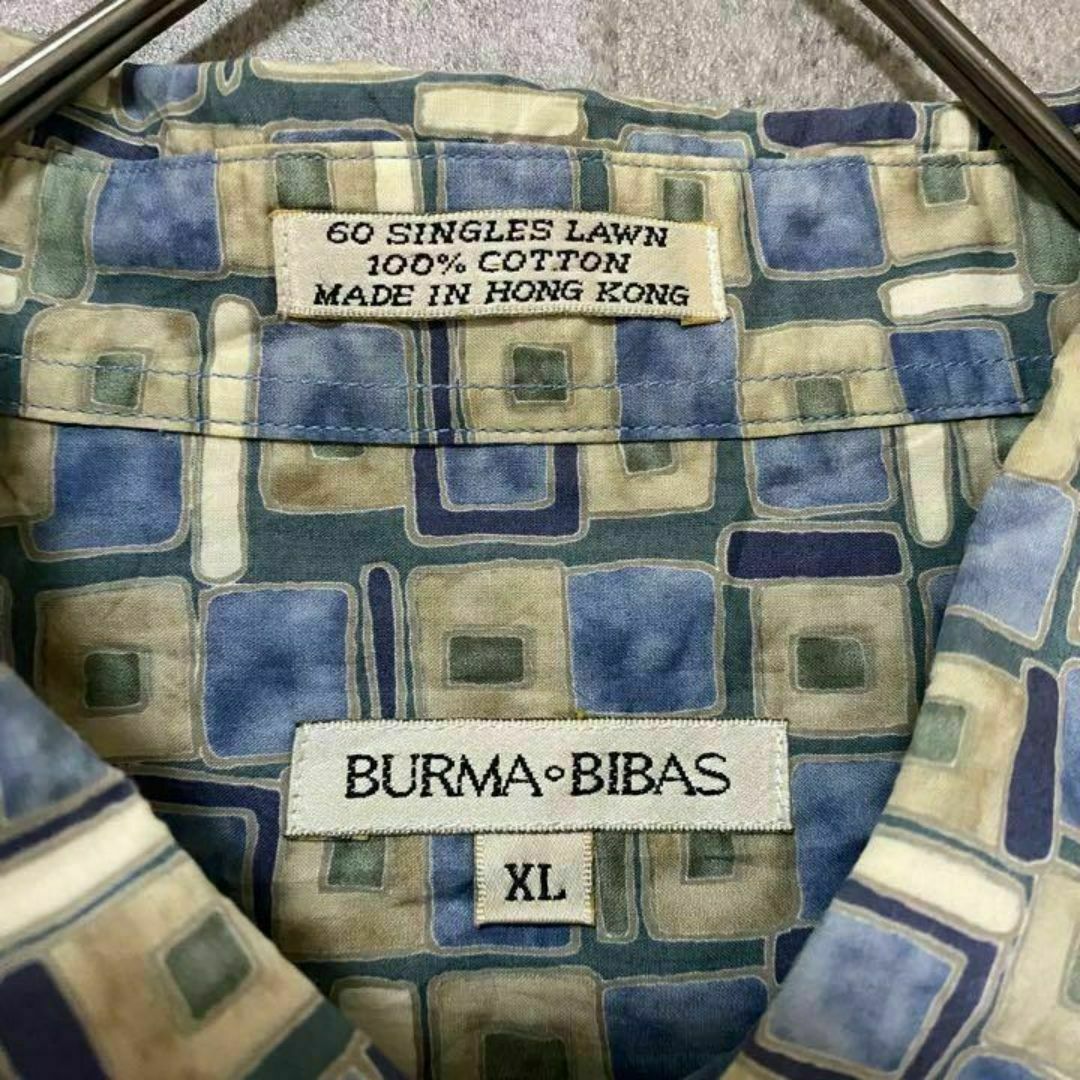 60 SINGLES LAWN
100% COTTON
MADE IN HONG KONG
BURMA⋄BIBAS
XL